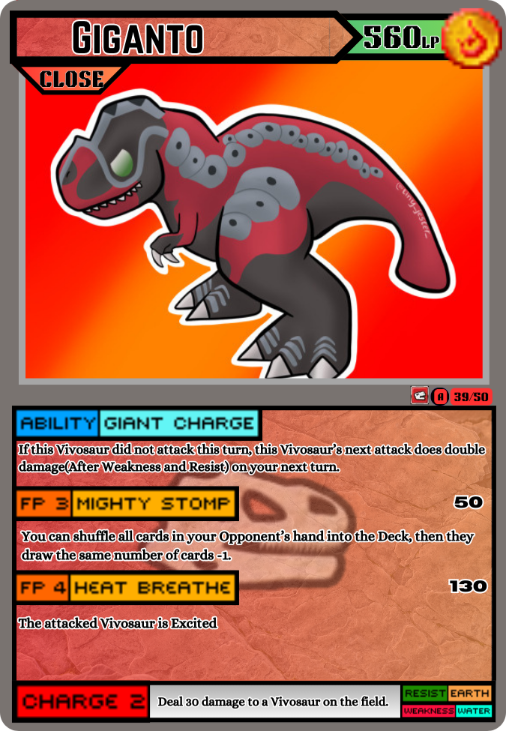 GIGANTO
560LP
CLOSE
A 39/50
ABILITY GIANT CHARGE
If this Vivosaur did not attack this turn, this Vivosaur's next attack does double
damage(After Weakness and Resist) on your next turn.
FP 3 MIGHTY STOMP 50
You can shuffle all cards in your Opponent's hand into the Deck, then they
draw the same number of cards -1.
FP 4 HEAT BREATHE 130
The attacked Vivosaur is Excited
CHARGE 2 Deal 30 damage to a Vivosaur on the field.
RESIST EARTH
WEAKNESS WATER